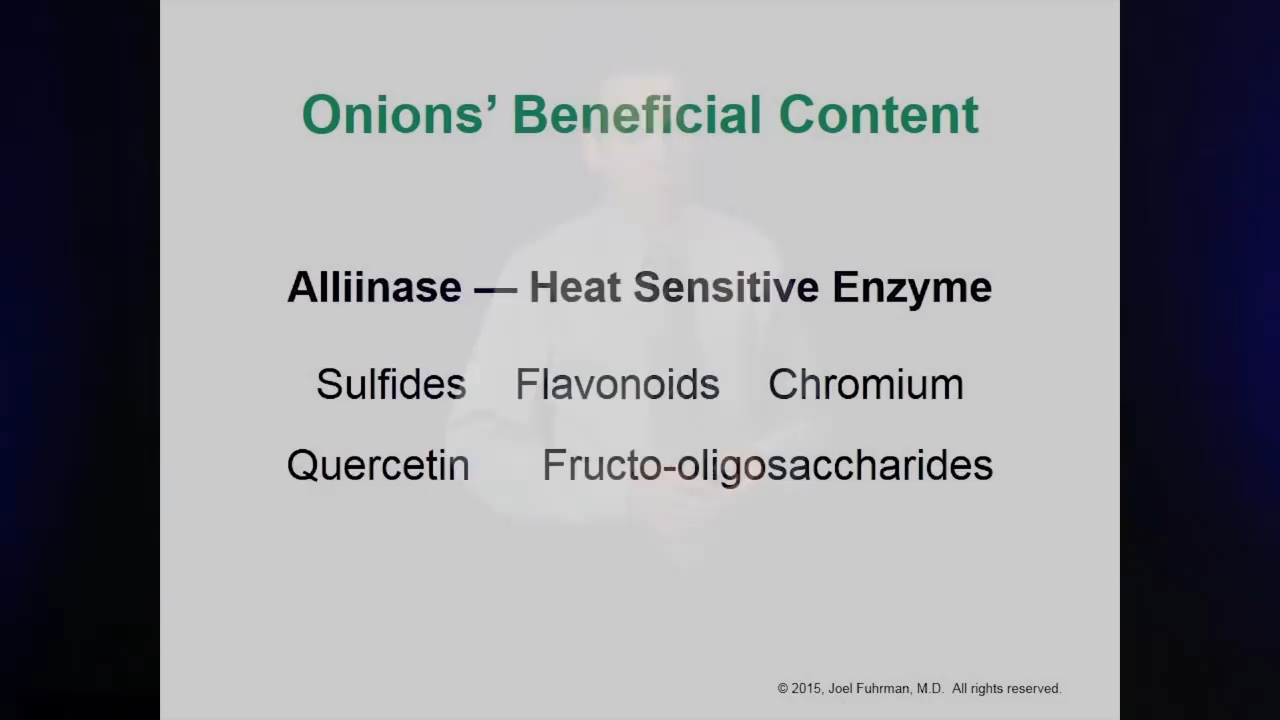 Onions’ Beneficial Content
Alliinase — Heat Sensitive Enzyme
Sulfides Flavonoids Chromium
Quercetin Fructo-oligosaccharides
© 2015, Joel Fuhrman, M.D. All rights reserved.